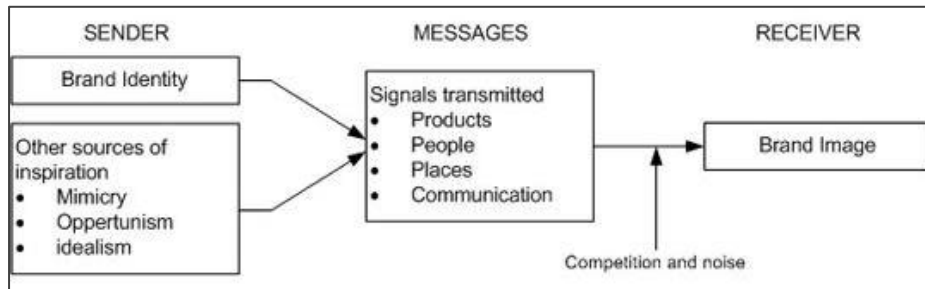 SENDER
MESSAGES
RECEIVER
Brand Identity
Other sources of
inspiration
• Mimicry
• Oppertunism
• idealism
Signals transmitted
• Products
• People
• Places
• Communication
Brand Image
Competition and noise